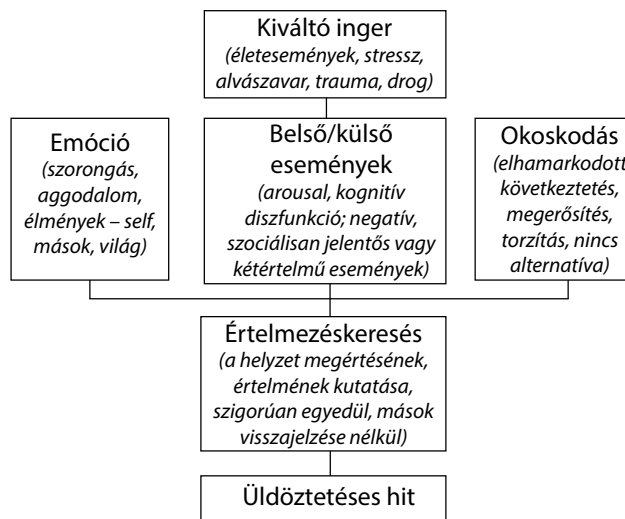 Kiváltó inger
(életesemények, stressz,
alvászavar, trauma, drog)
Emóció
(szorongás,
aggodalom,
élmények – self,
mások, világ)
Belső/külső
események
(arousal, kognitív
diszfunkció; negatív,
szociálisan jelentős vagy
kétértelmű események)
Okoskodás
(elhamarkodott
következtetés,
megerősítés,
torzítás, nincs
alternatíva)
Értelmezéskeresés
(a helyzet megértésének,
értelmének kutatása,
szigorúan egyedül, mások
visszajelzése nélkül)
Üldöztetéses hit